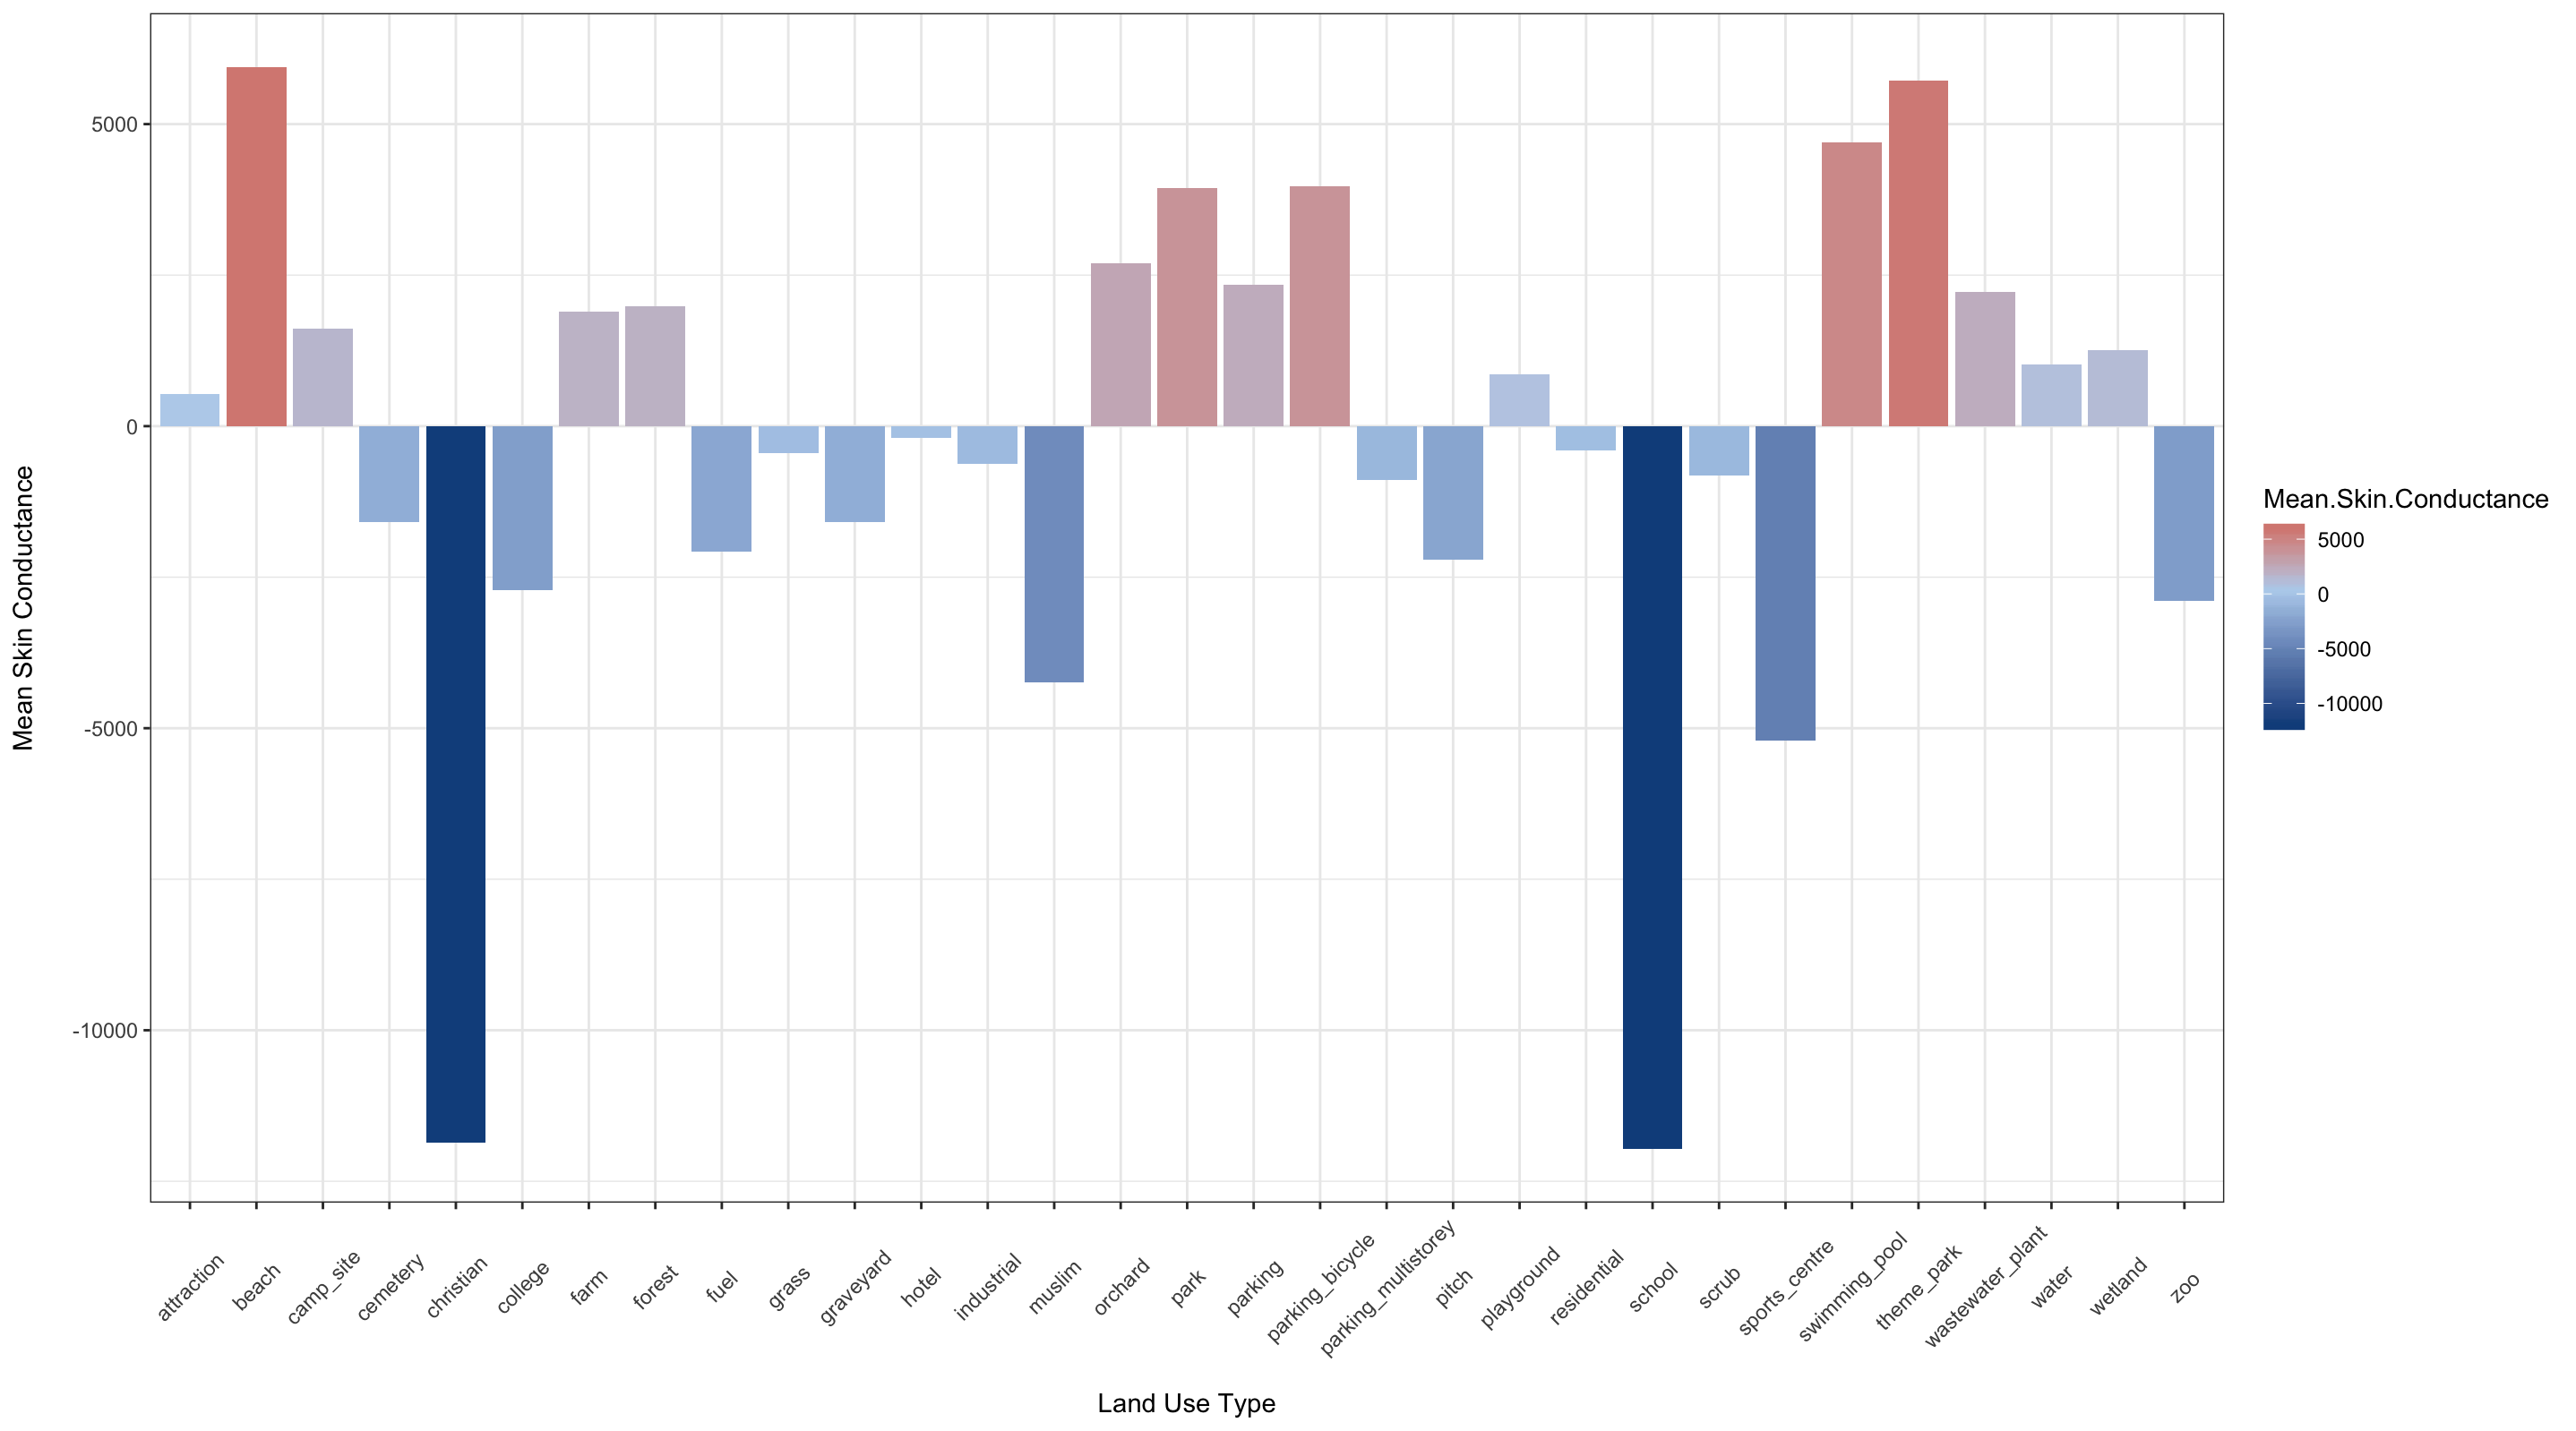 5000
0
-5000
-10000
Mean Skin Conductance
attraction
beach
camp_site
cemetery
christian
college
farm
forest
fuel
grass
graveyard
hotel
industrial
muslim
orchard
park
parking
parking_bicycle
parking_multistorey
pitch
playground
residential
school
scrub
sports_centre
swimming_pool
theme_park
wastewater_plant
water
wetland
zoo
Land Use Type
Mean.Skin.Conductance
5000
0
-5000
-10000